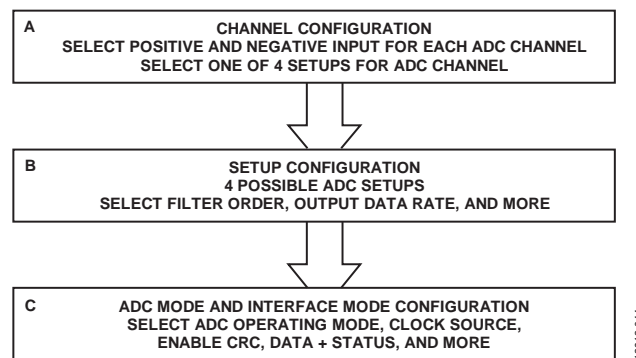 A
CHANNEL CONFIGURATION
SELECT POSITIVE AND NEGATIVE INPUT FOR EACH ADC CHANNEL
SELECT ONE OF 4 SETUPS FOR ADC CHANNEL
B
SETUP CONFIGURATION
4 POSSIBLE ADC SETUPS
SELECT FILTER ORDER, OUTPUT DATA RATE, AND MORE
C
ADC MODE AND INTERFACE MODE CONFIGURATION
SELECT ADC OPERATING MODE, CLOCK SOURCE,
ENABLE CRC, DATA + STATUS, AND MORE